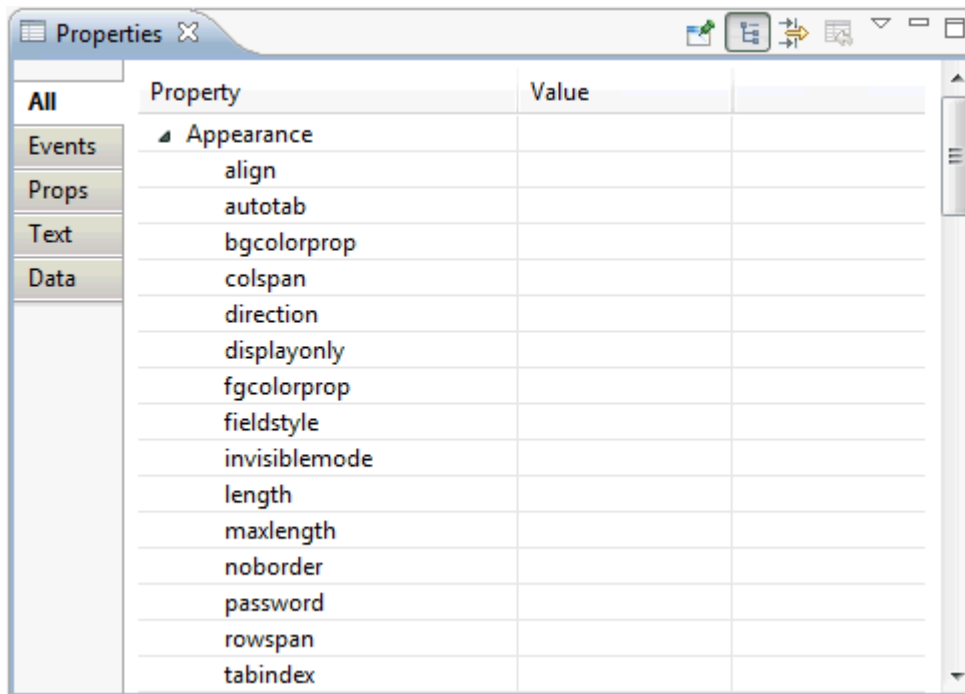 Properties
All
Events
Props
Text
Data
Property Value
Appearance
align
autotab
bgcolorprop
colspan
direction
displayonly
fgcolorprop
fieldstyle
invisiblemode
length
maxlength
noborder
password
rowspan
tabindex